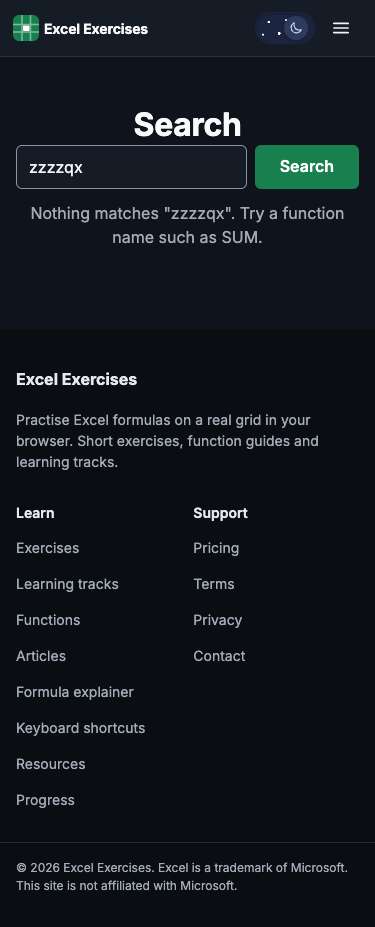 Excel Exercises
Search
zzzzqx
Search
Nothing matches "zzzzqx". Try a function
name such as SUM.
Excel Exercises
Practise Excel formulas on a real grid in your
browser. Short exercises, function guides and
learning tracks.
Learn
Exercises
Learning tracks
Functions
Articles
Formula explainer
Keyboard shortcuts
Resources
Progress
Support
Pricing
Terms
Privacy
Contact
© 2026 Excel Exercises. Excel is a trademark of Microsoft.
This site is not affiliated with Microsoft.